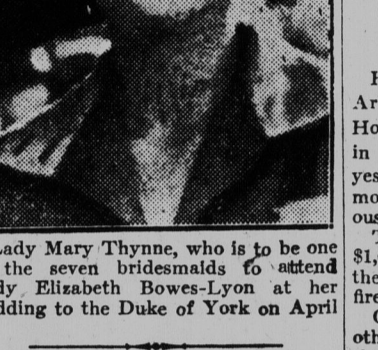 Lady Mary Thynne, who is to be one
the seven bridesmaids to attend
dy Elizabeth Bowes-Lyon at her
dding to the Duke of York on April
Ar
Ho
in
yes
mo
ous
$1,
the
fire
oth